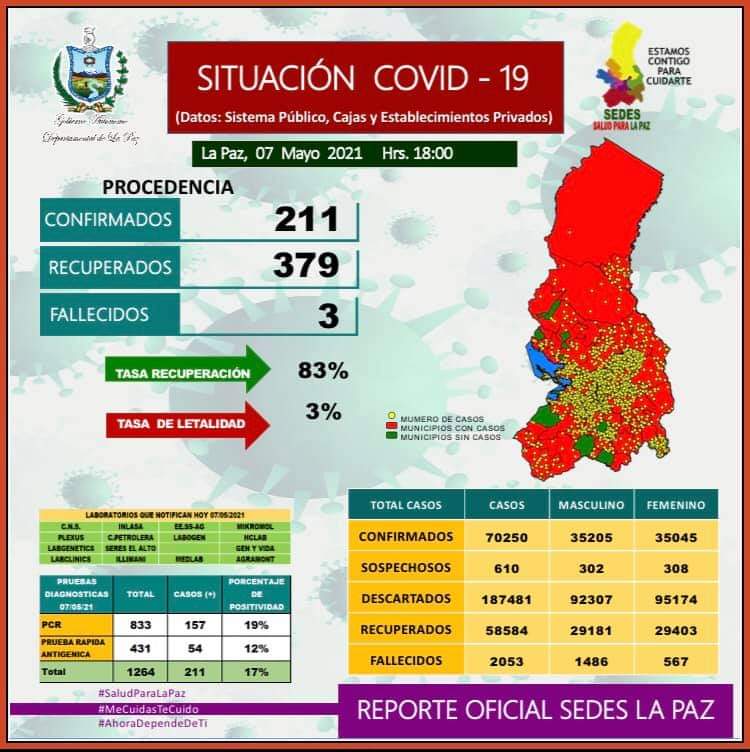 Gobierno Autónomo
Departamental de La Paz
SITUACIÓN COVID - 19
(Datos: Sistema Público, Cajas y Establecimientos Privados)
La Paz, 07 Mayo 2021 Hrs. 18:00
ESTAMOS
CONTIGO
PARA
CUIDARTE
SEDES
SALUD PARA LA PAZ
PROCEDENCIA
CONFIRMADOS 211
RECUPERADOS 379
FALLECIDOS 3
TASA RECUPERACIÓN 83%
TASA DE LETALIDAD 3%
MUMERO DE CASOS
MUNICIPIOS CON CASOS
MUNICIPIOS SIN CASOS
LABORATORIOS QUE NOTIFICAN HOY 07/05/2021
C.N.S. INLASA EE.SS-AG MIKROMOL
PLEXUS C.PETROLERA LABOGEN HCLAB
LABGENETICS SERES EL ALTO GEN Y VIDA
LABCLINICS ILLIMANI MEDLAB AGRAMONT
PRUEBAS DIAGNOSTICAS 07/05/21 TOTAL CASOS (+) PORCENTAJE DE POSITIVIDAD
PCR 833 157 19%
PRUEBA RAPIDA ANTIGENICA 431 54 12%
Total 1264 211 17%
TOTAL CASOS CASOS MASCULINO FEMENINO
CONFIRMADOS 70250 35205 35045
SOSPECHOSOS 610 302 308
DESCARTADOS 187481 92307 95174
RECUPERADOS 58584 29181 29403
FALLECIDOS 2053 1486 567
#SaludParaLaPaz
#MeCuidasTeCuido
#AhoraDependeDeTi
REPORTE OFICIAL SEDES LA PAZ